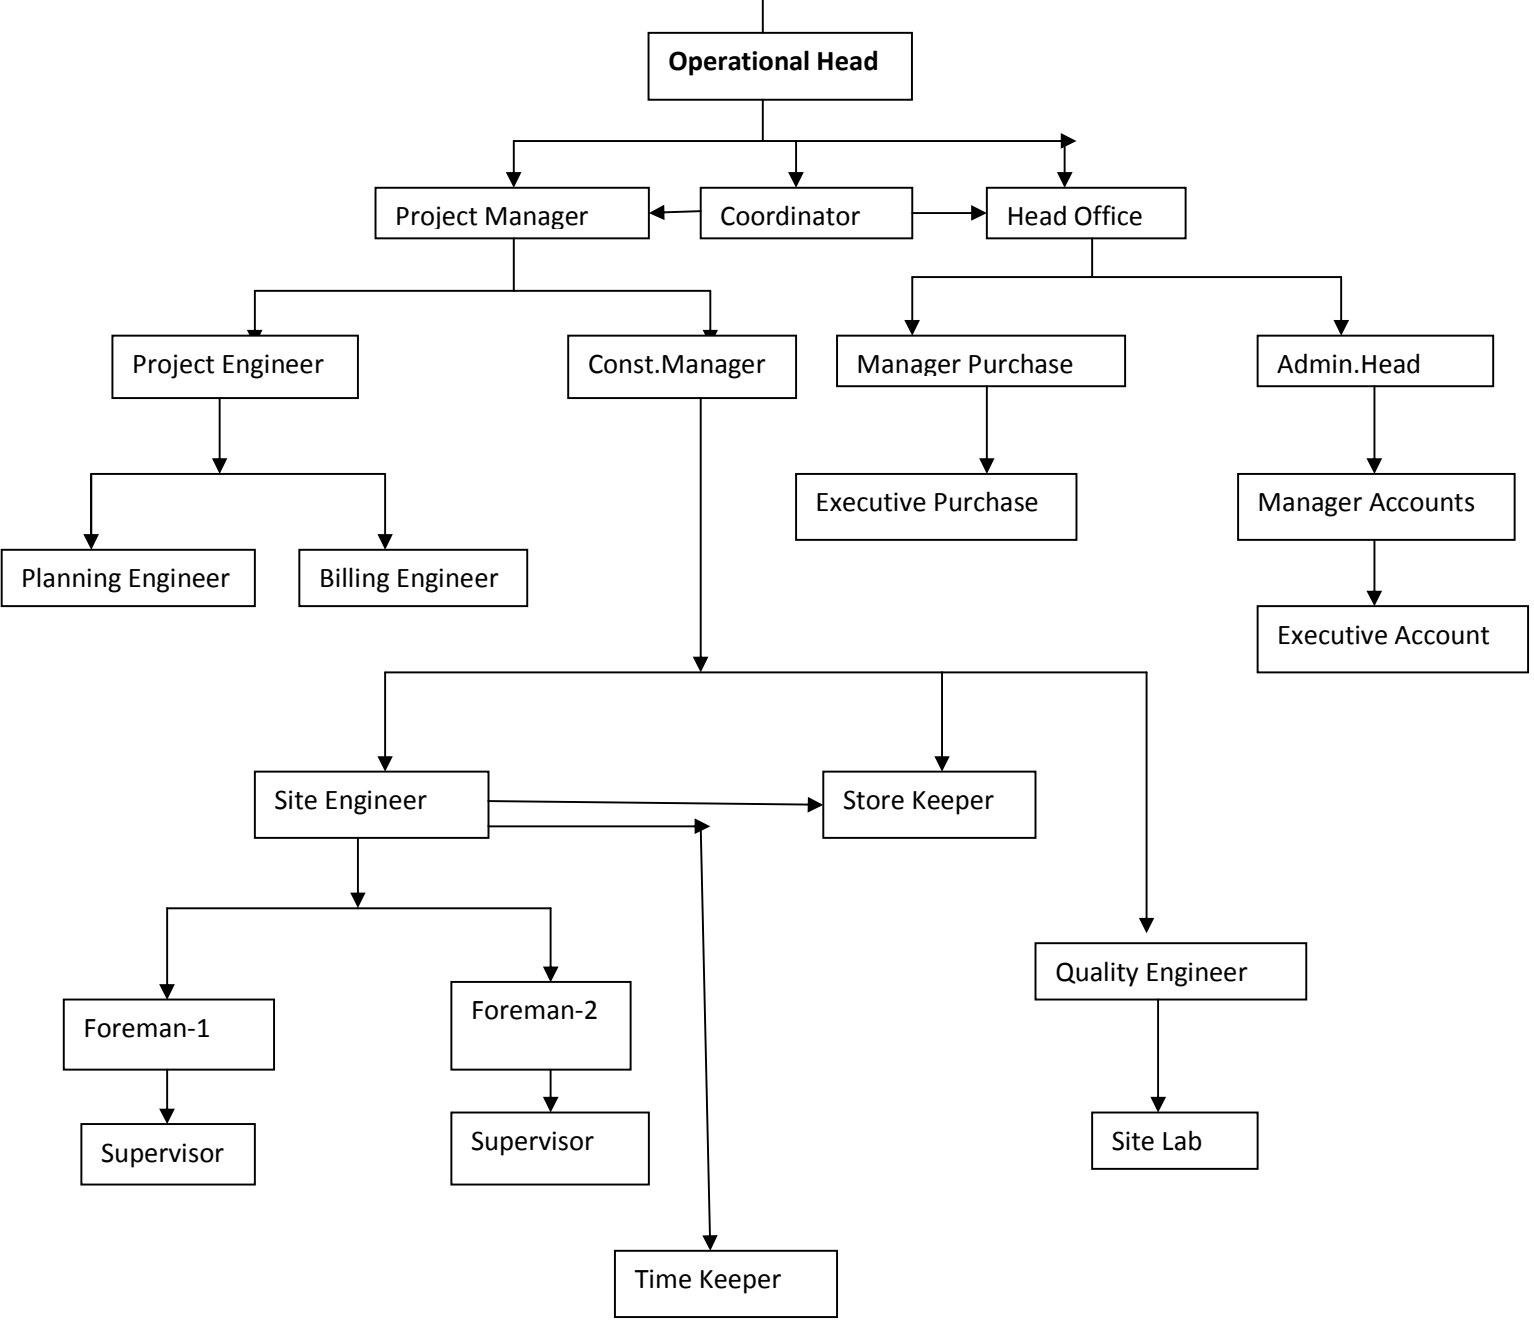 Operational Head
Project Manager
Coordinator
Head Office
Project Engineer
Const.Manager
Manager Purchase
Admin.Head
Executive Purchase
Manager Accounts
Planning Engineer
Billing Engineer
Executive Account
Site Engineer
Store Keeper
Quality Engineer
Foreman-1
Foreman-2
Supervisor
Supervisor
Site Lab
Time Keeper